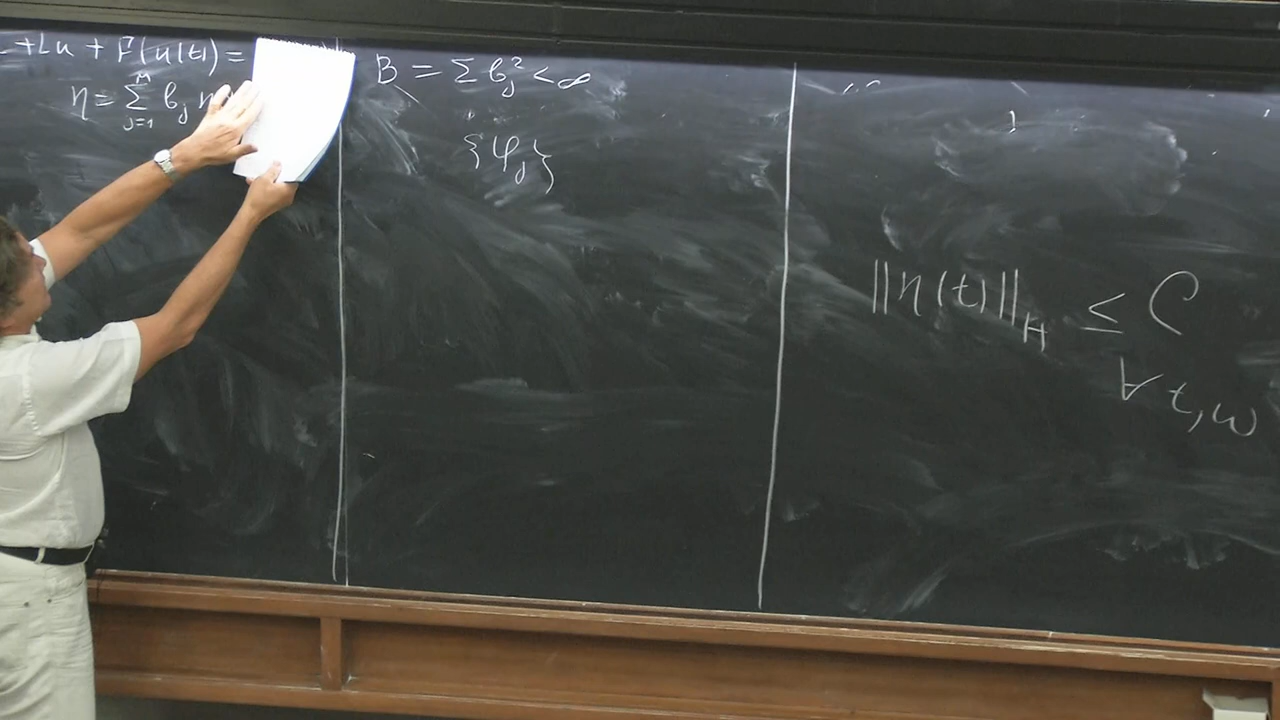 +Lu + F(u(t)) =
η = Σ_{j=1}^{M} b_j η
B = Σ b_j^2 < ∞
{φ_j}
||η(t)||_H ≤ C
∀ t, ω